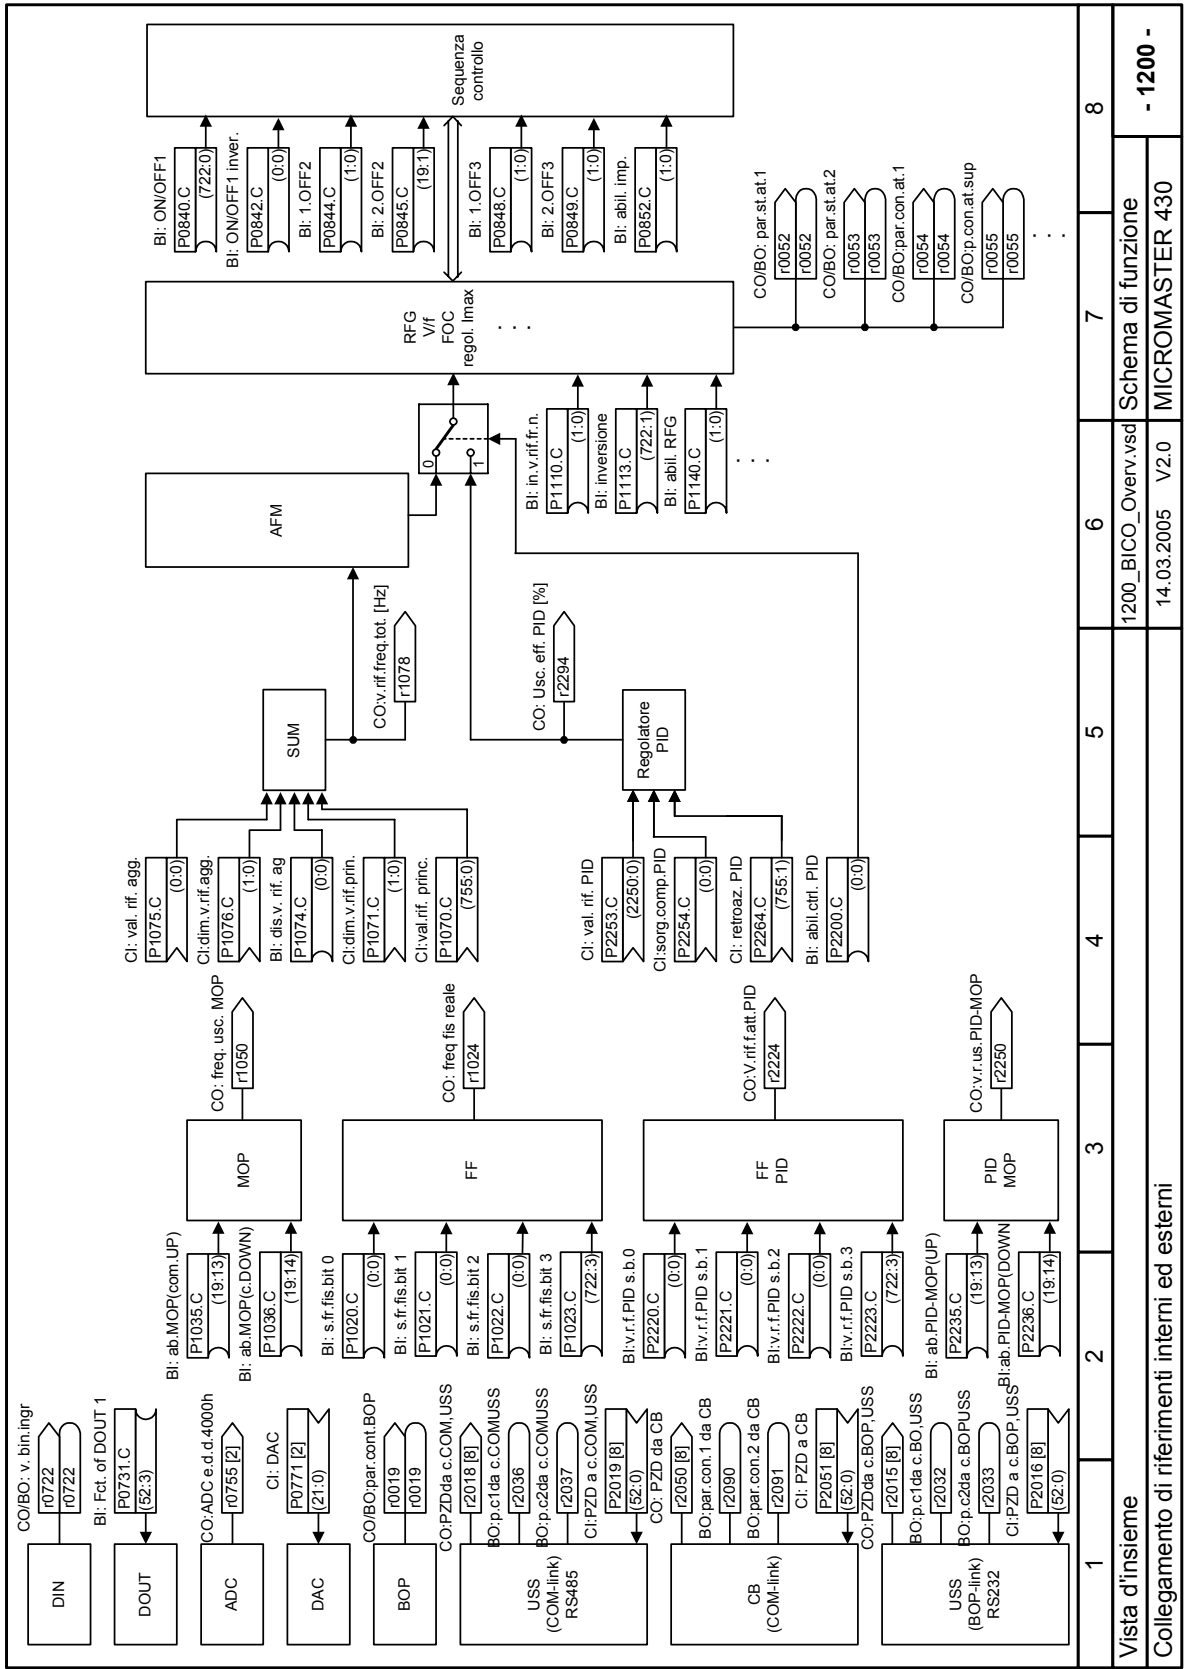 DIN
CO/BO: v. bin.ingr
r0722
r0722
DOUT
BI: Fct. of DOUT 1
P0731.C
(52:3)
ADC
CO:ADC e.d.d.4000h
r0755 [2]
DAC
CI: DAC
P0771 [2]
(21:0)
BOP
CO/BO:par.cont.BOP
r0019
r0019
USS
(COM-link)
RS485
CO:PZDda c.COM,USS
r2018 [8]
BO:p.c1da c.COMUSS
r2036
BO:p.c2da c.COMUSS
r2037
CI:PZD a c.COM,USS
P2019 [8]
(52:0)
CB
(COM-link)
CO: PZD da CB
r2050 [8]
BO:par.con.1 da CB
r2090
BO:par.con.2 da CB
r2091
CI: PZD a CB
P2051 [8]
(52:0)
USS
(BOP-link)
RS232
CO:PZDda c.BOP,USS
r2015 [8]
BO:p.c1da c.BO,USS
r2032
BO:p.c2da c.BOPUSS
r2033
CI:PZD a c.BOP,USS
P2016 [8]
(52:0)
BI: ab.MOP(com.UP)
P1035.C
(19:13)
BI: ab.MOP(c.DOWN)
P1036.C
(19:14)
MOP
CO: freq. usc. MOP
r1050
BI: s.fr.fis.bit 0
P1020.C
(0:0)
BI: s.fr.fis.bit 1
P1021.C
(0:0)
BI: s.fr.fis.bit 2
P1022.C
(0:0)
BI: s.fr.fis.bit 3
P1023.C
(722:3)
FF
CO: freq fis reale
r1024
BI:v.r.f.PID s.b.0
P2220.C
(0:0)
BI:v.r.f.PID s.b.1
P2221.C
(0:0)
BI:v.r.f.PID s.b.2
P2222.C
(0:0)
BI:v.r.f.PID s.b.3
P2223.C
(722:3)
FF
PID
CO:V.rif.f.att.PID
r2224
BI: ab.PID-MOP(UP)
P2235.C
(19:13)
BI:ab.PID-MOP(DOWN
P2236.C
(19:14)
PID
MOP
CO:v.r.us.PID-MOP
r2250
CI: val. rif. agg.
P1075.C
(0:0)
CI:dim.v.rif.agg.
P1076.C
(1:0)
BI: dis.v. rif. ag
P1074.C
(0:0)
CI:dim.v.rif.prin.
P1071.C
(1:0)
CI:val.rif. princ.
P1070.C
(755:0)
SUM
CO:v.rif.freq.tot. [Hz]
r1078
CI: val. rif. PID
P2253.C
(2250:0)
CI:sorg.comp.PID
P2254.C
(0:0)
CI: retroaz. PID
P2264.C
(755:1)
BI: abil.ctrl. PID
P2200.C
(0:0)
Regolatore
PID
CO: Usc. eff. PID [%]
r2294
AFM
0
1
BI: in.v.rif.fr.n.
P1110.C
(1:0)
BI: inversione
P1113.C
(722:1)
BI: abil. RFG
P1140.C
(1:0)
. . .
RFG
V/f
FOC
regol. Imax
. . .
BI: ON/OFF1
P0840.C
(722:0)
BI: ON/OFF1 inver.
P0842.C
(0:0)
BI: 1.OFF2
P0844.C
(1:0)
BI: 2.OFF2
P0845.C
(19:1)
BI: 1.OFF3
P0848.C
(1:0)
BI: 2.OFF3
P0849.C
(1:0)
BI: abil. imp.
P0852.C
(1:0)
Sequenza
controllo
CO/BO: par.st.at.1
r0052
r0052
CO/BO: par.st.at.2
r0053
r0053
CO/BO:par.con.at.1
r0054
r0054
CO/BO:p.con.at.sup
r0055
r0055
. . .
1 2 3 4 5 6 7 8
Vista d'insieme
1200_BICO_Overv.vsd
Schema di funzione
- 1200 -
Collegamento di riferimenti interni ed esterni
14.03.2005 V2.0
MICROMASTER 430